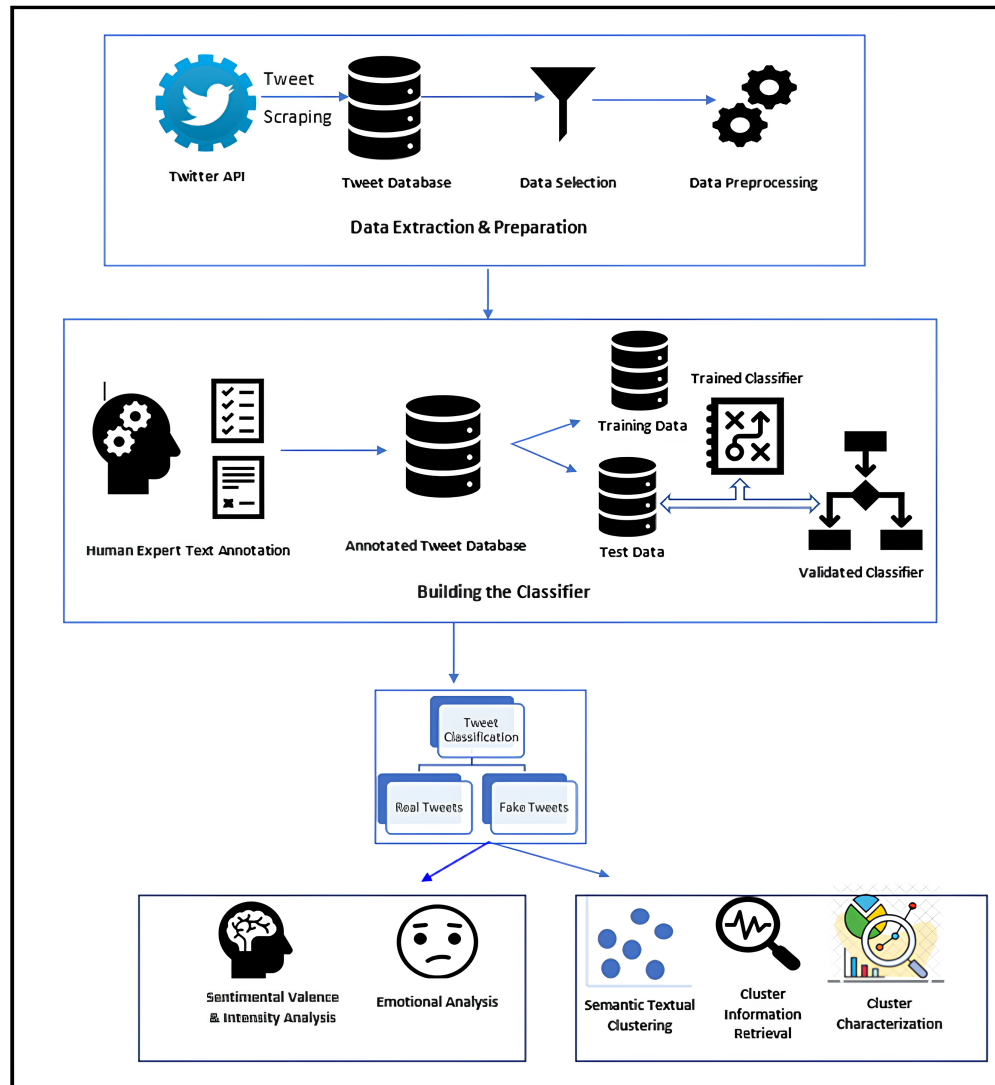 Tweet
Scraping
Twitter API
Tweet Database
Data Selection
Data Preprocessing
Data Extraction & Preparation
Trained Classifier
Training Data
Human Expert Text Annotation
Annotated Tweet Database
Test Data
Validated Classifier
Building the Classifier
Tweet
Classification
Real Tweets
Fake Tweets
Sentimental Valence
& Intensity Analysis
Emotional Analysis
Semantic Textual
Clustering
Cluster
Information
Retrieval
Cluster
Characterization